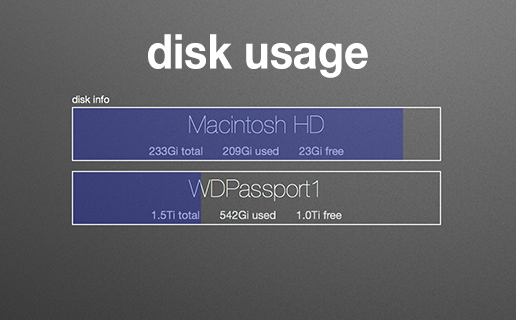 disk usage
disk info
Macintosh HD
233Gi total 209Gi used 23Gi free
WDPassport1
1.5Ti total 542Gi used 1.0Ti free